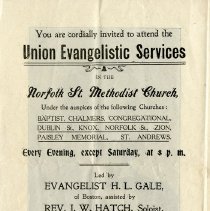 You are cordially invited to attend the
Union Evangelistic Services
IN THE
Norfolk St. Methodist Church,
Under the auspices of the following Churches:
BAPTIST, CHALMERS, CONGREGATIONAL,
DUBLIN St., KNOX, NORFOLK St., ZION,
PAISLEY MEMORIAL, ST. ANDREWS,
Every Evening, except Saturday, at 8 p. m.
Led by
EVANGELIST H. L. GALE,
of Boston, assisted by
REV. J. W. HATCH, Soloist.